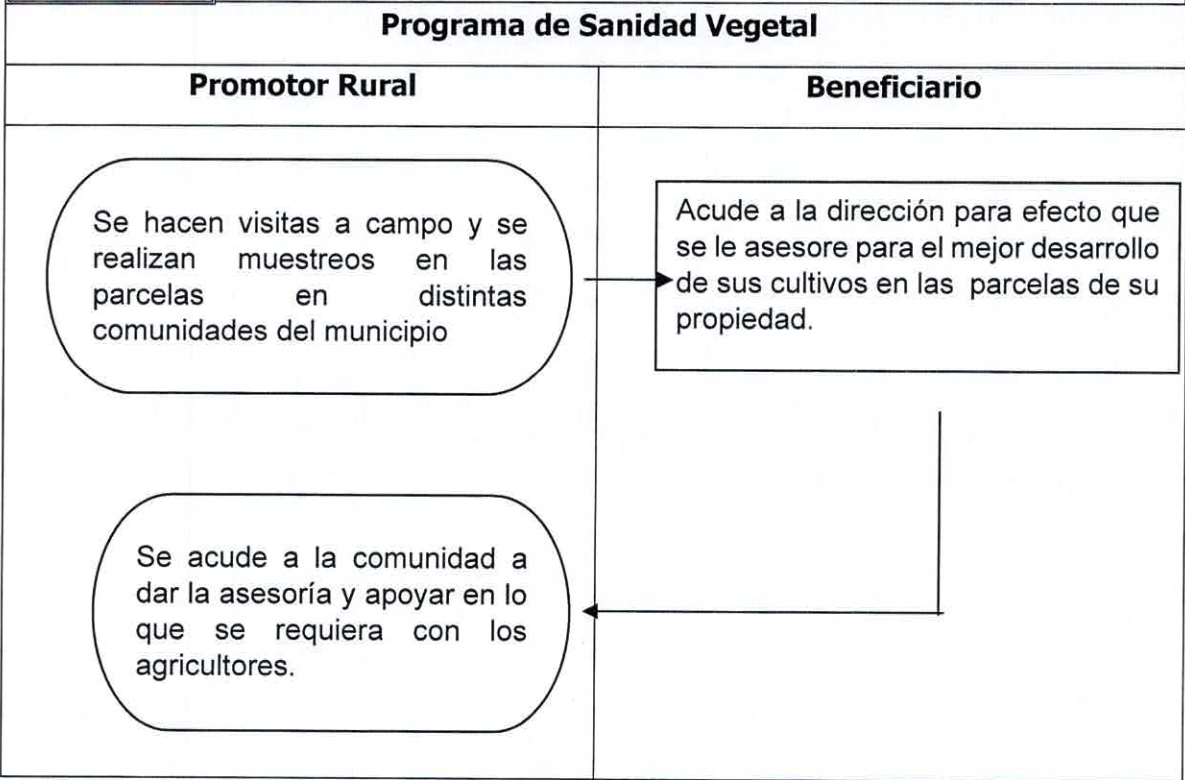 Programa de Sanidad Vegetal
Promotor Rural
Beneficiario
Se hacen visitas a campo y se
realizan muestreos en las
parcelas en distintas
comunidades del municipio
Acude a la dirección para efecto que
se le asesore para el mejor desarrollo
de sus cultivos en las parcelas de su
propiedad.
Se acude a la comunidad a
dar la asesoría y apoyar en lo
que se requiera con los
agricultores.